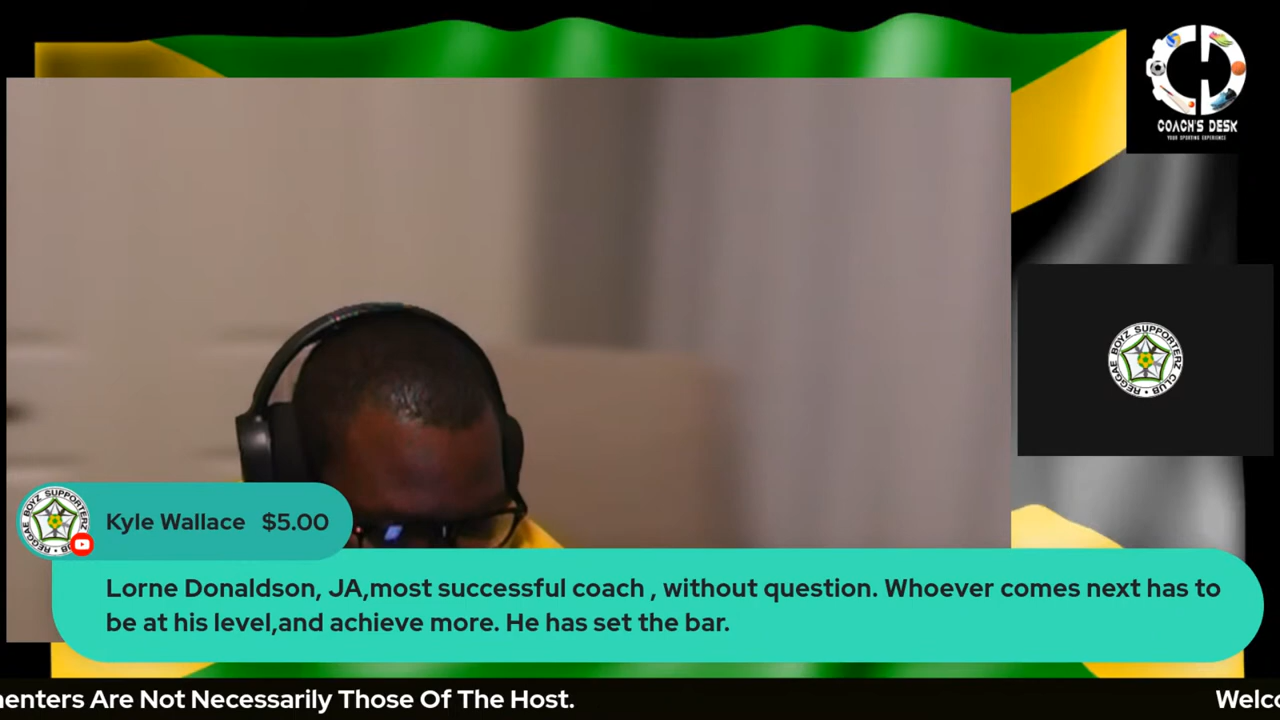 COACH'S DESK
YOUR SPORTING EXPERIENCE
REGGAE BOYZ SUPPORTERZ CLUB
Kyle Wallace $5.00
Lorne Donaldson, JA,most successful coach , without question. Whoever comes next has to
be at his level,and achieve more. He has set the bar.
Are Not Necessarily Those Of The Host.